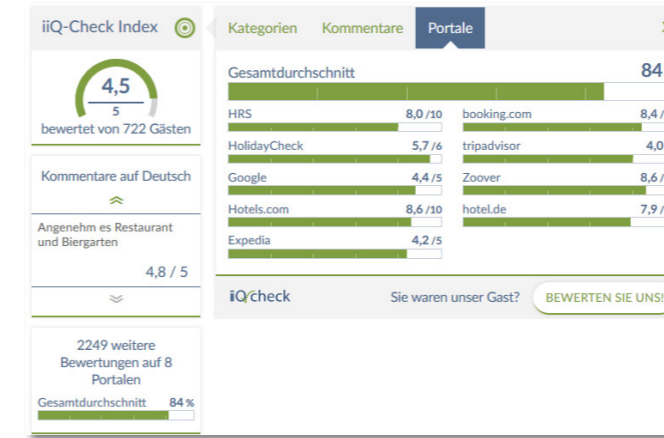 iiQ-Check Index
4,5
5
bewertet von 722 Gästen
Kommentare auf Deutsch
Angenehm es Restaurant
und Biergarten
4,8 / 5
2249 weitere
Bewertungen auf 8
Portalen
Gesamtdurchschnitt 84 %
Kategorien Kommentare Portale
Gesamtdurchschnitt 84
HRS 8,0 /10 booking.com 8,4 /
HolidayCheck 5,7 /6 tripadvisor 4,0
Google 4,4 /5 Zoover 8,6 /
Hotels.com 8,6 /10 hotel.de 7,9 /
Expedia 4,2 /5
iiQ/check Sie waren unser Gast? BEWERTEN SIE UNS!